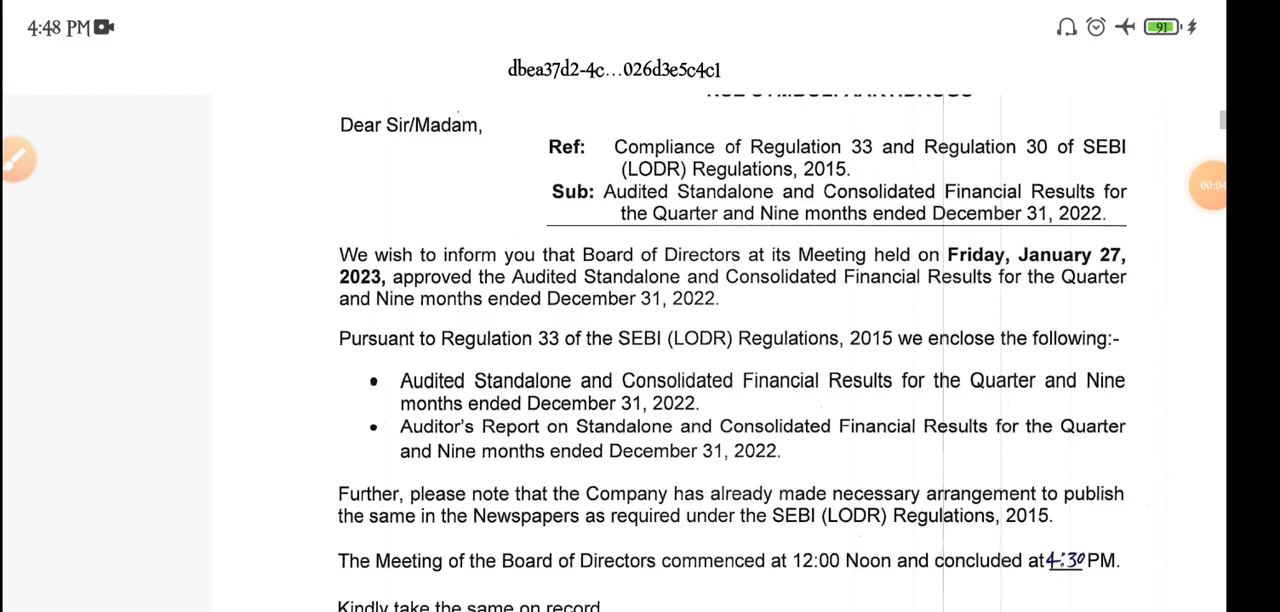 4:48 PM
91
dbea37d2-4c...026d3e5c4c1
Dear Sir/Madam,
Ref: Compliance of Regulation 33 and Regulation 30 of SEBI
(LODR) Regulations, 2015.
Sub: Audited Standalone and Consolidated Financial Results for
the Quarter and Nine months ended December 31, 2022.
00:04
We wish to inform you that Board of Directors at its Meeting held on Friday, January 27,
2023, approved the Audited Standalone and Consolidated Financial Results for the Quarter
and Nine months ended December 31, 2022.
Pursuant to Regulation 33 of the SEBI (LODR) Regulations, 2015 we enclose the following:-
• Audited Standalone and Consolidated Financial Results for the Quarter and Nine
months ended December 31, 2022.
• Auditor's Report on Standalone and Consolidated Financial Results for the Quarter
and Nine months ended December 31, 2022.
Further, please note that the Company has already made necessary arrangement to publish
the same in the Newspapers as required under the SEBI (LODR) Regulations, 2015.
The Meeting of the Board of Directors commenced at 12:00 Noon and concluded at 4:30 PM.
Kindly take the same on record